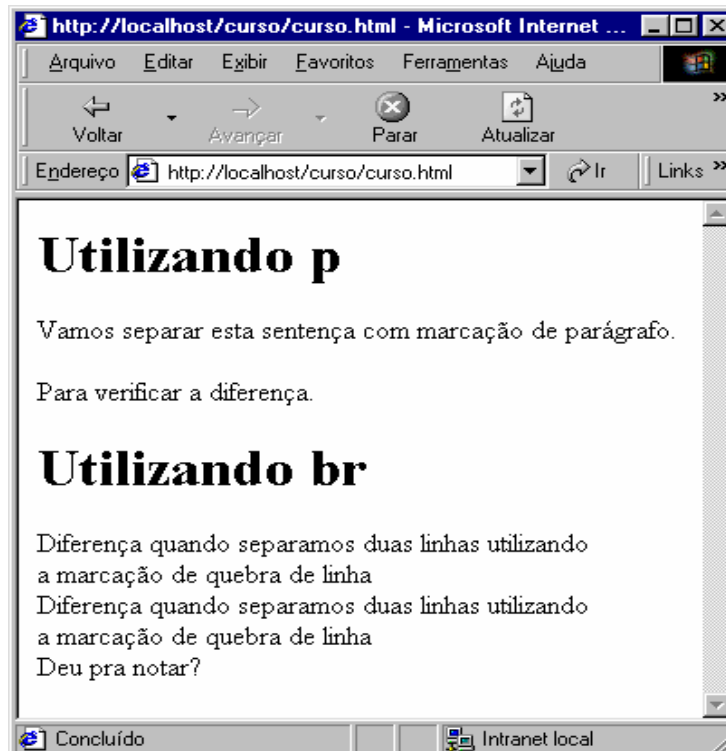 http://localhost/curso/curso.html - Microsoft Internet ...
Arquivo Editar Exibir Favoritos Ferramentas Ajuda
Voltar Avançar Parar Atualizar
Endereço http://localhost/curso/curso.html Ir Links
Utilizando p
Vamos separar esta sentença com marcação de parágrafo.
Para verificar a diferença.
Utilizando br
Diferença quando separamos duas linhas utilizando
a marcação de quebra de linha
Diferença quando separamos duas linhas utilizando
a marcação de quebra de linha
Deu pra notar?
Concluído Intranet local